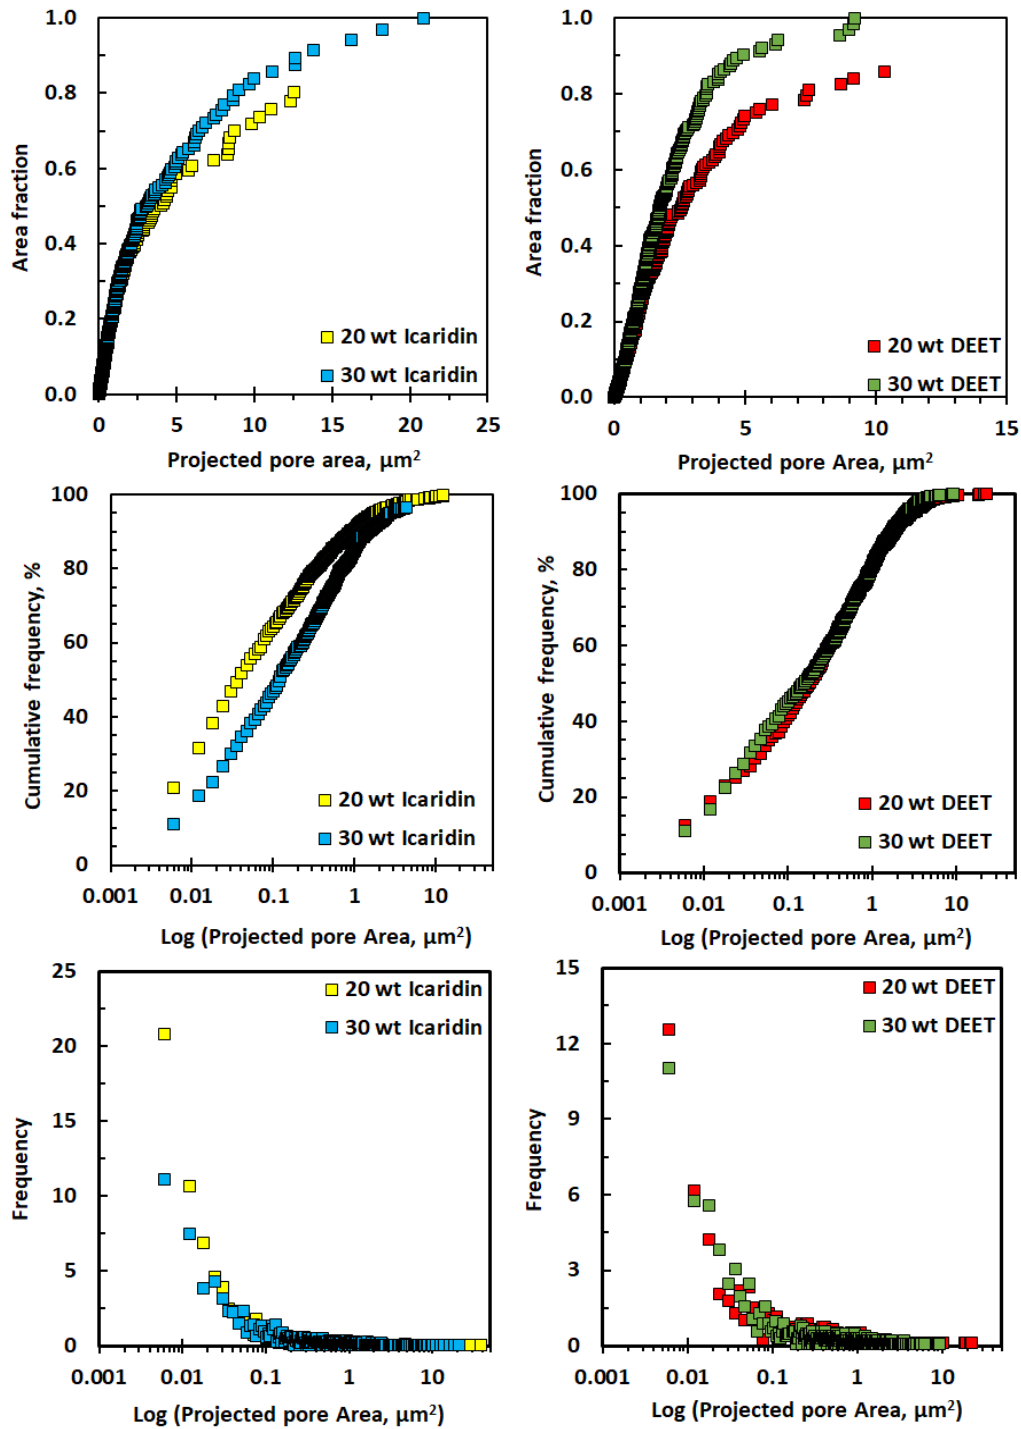 1.0
0.8
0.6
0.4
0.2
0.0
Area fraction
20 wt Icaridin
30 wt Icaridin
0 5 10 15 20 25
Projected pore area, µm²
1.0
0.8
0.6
0.4
0.2
0.0
Area fraction
20 wt DEET
30 wt DEET
0 5 10 15
Projected pore Area, µm²
100
80
60
40
20
0
Cumulative frequency, %
20 wt Icaridin
30 wt Icaridin
0.001 0.01 0.1 1 10
Log (Projected pore Area, µm²)
100
80
60
40
20
0
Cumulative frequency, %
20 wt DEET
30 wt DEET
0.001 0.01 0.1 1 10
Log (Projected pore Area, µm²)
25
20
15
10
5
0
Frequency
20 wt Icaridin
30 wt Icaridin
0.001 0.01 0.1 1 10
Log (Projected pore Area, µm²)
15
12
9
6
3
0
Frequency
20 wt DEET
30 wt DEET
0.001 0.01 0.1 1 10
Log (Projected pore Area, µm²)